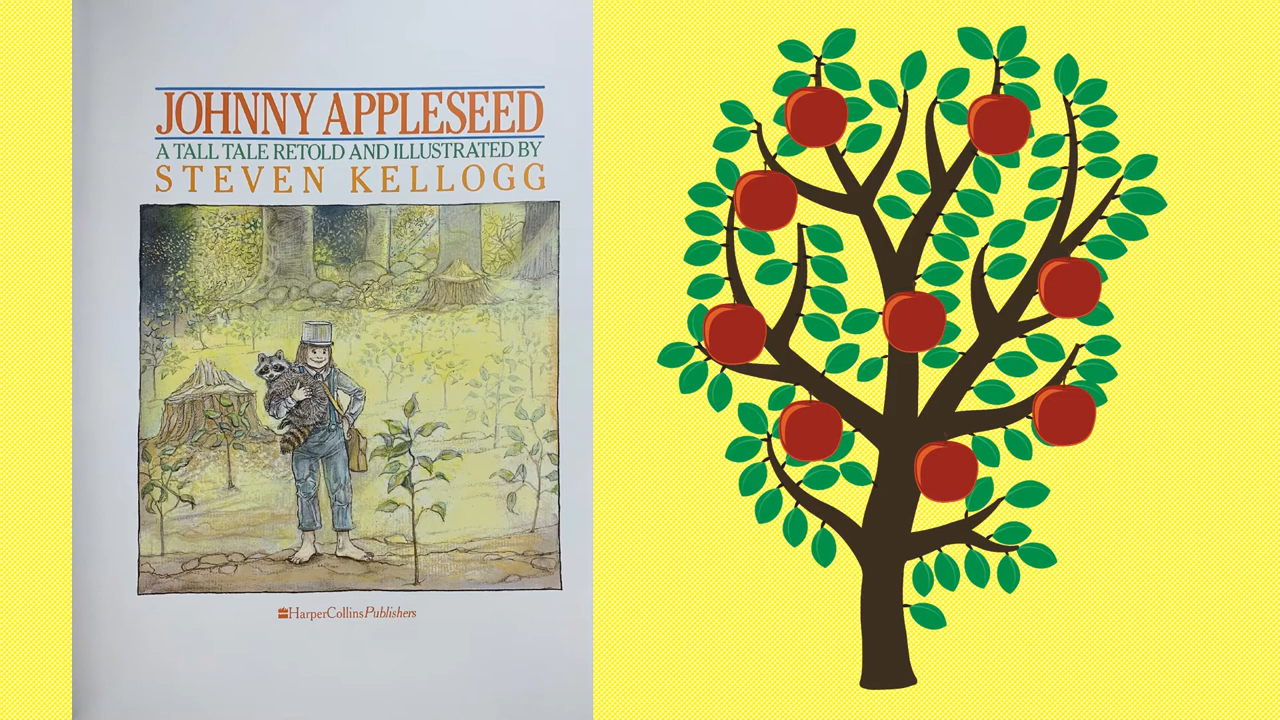 JOHNNY APPLESEED
A TALL TALE RETOLD AND ILLUSTRATED BY
STEVEN KELLOGG
HarperCollinsPublishers